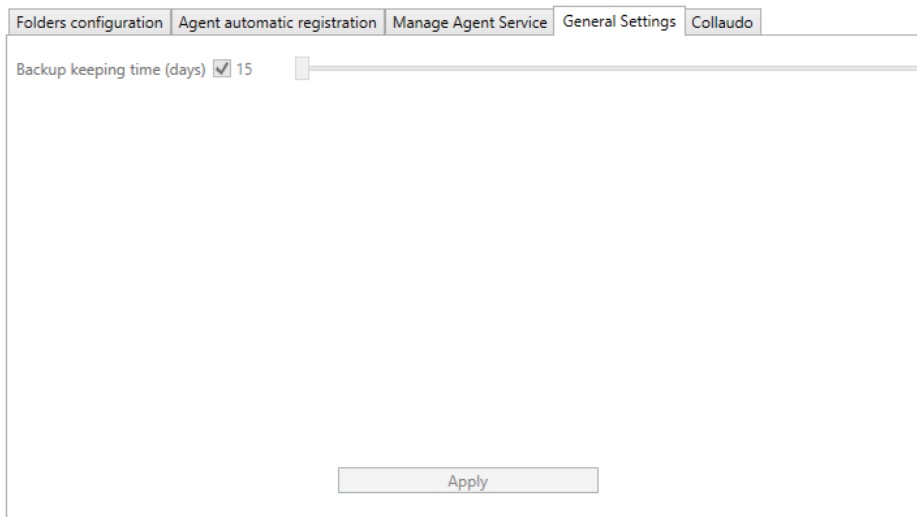 Folders configuration Agent automatic registration Manage Agent Service General Settings Collaudo
Backup keeping time (days) 15
Apply